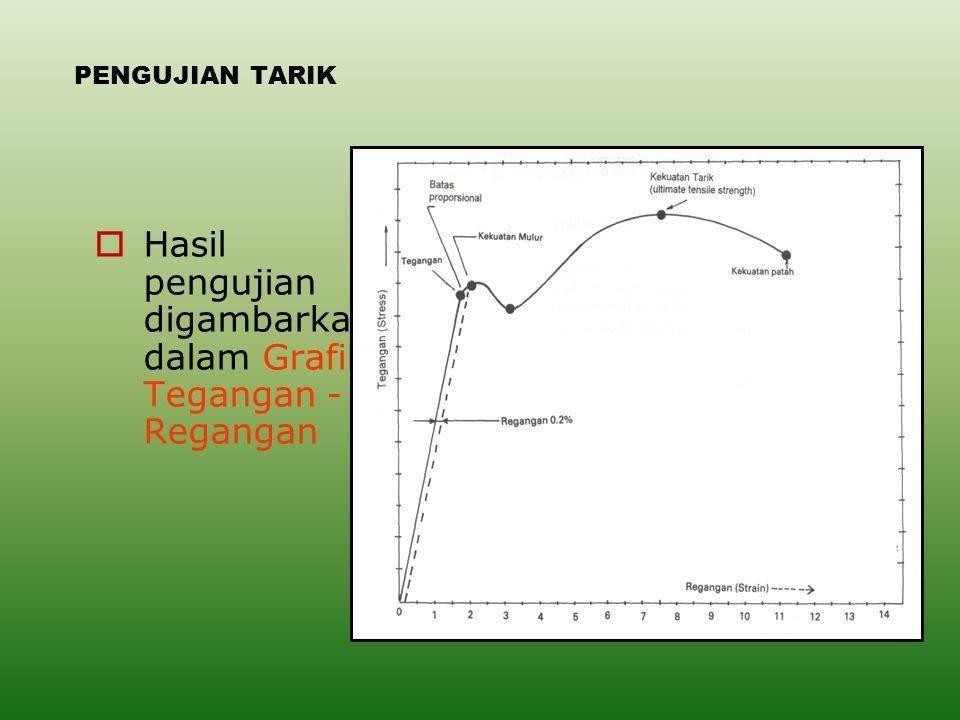 PENGUJIAN TARIK
Hasil
pengujian
digambarka
dalam Grafi
Tegangan -
Regangan
Kekuatan Tarik
(ultimate tensile strength)
Batas
proporsional
Kekuatan Mulur
Tegangan
Kekuatan patah
Tegangan (Stress)
Regangan 0.2%
Regangan (Strain)
0 1 2 3 4 5 6 7 8 9 10 11 12 13 14